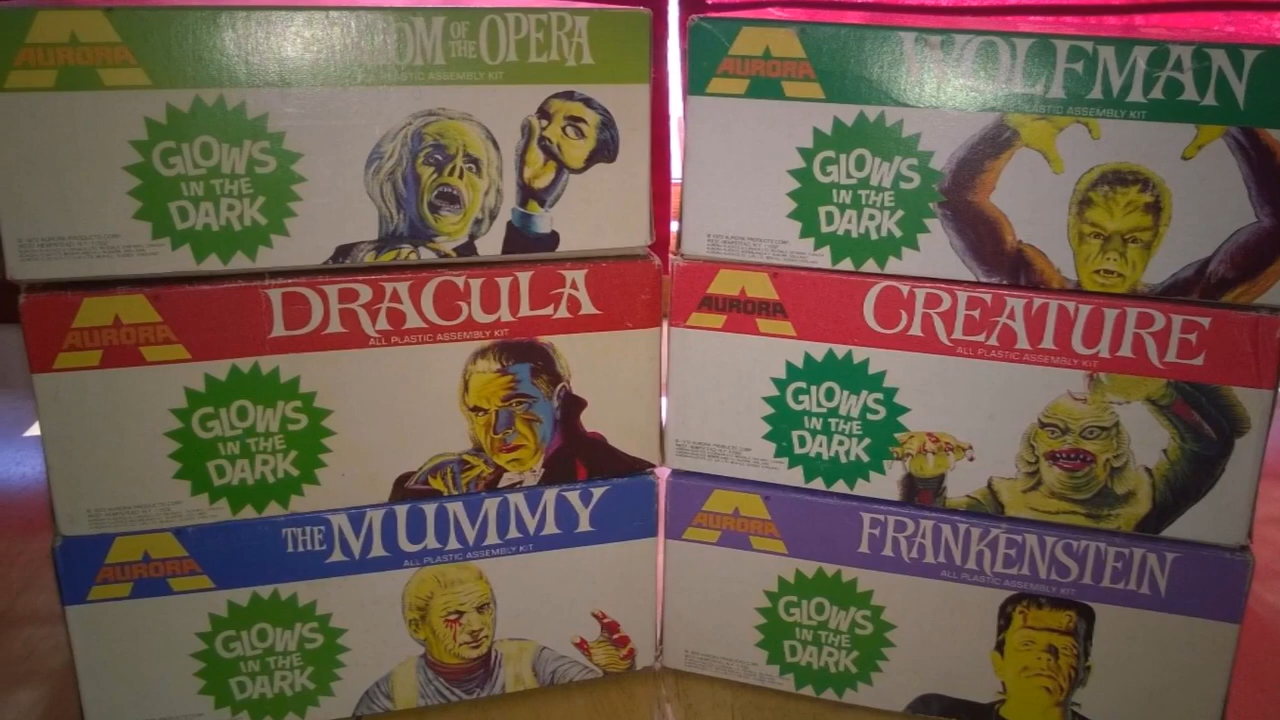 AURORA
OF THE OPERA
PLASTIC ASSEMBLY KIT
GLOWS
IN THE
DARK
AURORA
WOLFMAN
PLASTIC ASSEMBLY KIT
GLOWS
IN THE
DARK
AURORA
DRACULA
ALL PLASTIC ASSEMBLY KIT
GLOWS
IN THE
DARK
AURORA
CREATURE
ALL PLASTIC ASSEMBLY KIT
GLOWS
IN THE
DARK
AURORA
THE MUMMY
ALL PLASTIC ASSEMBLY KIT
GLOWS
IN THE
DARK
AURORA
FRANKENSTEIN
ALL PLASTIC ASSEMBLY KIT
GLOWS
IN THE
DARK